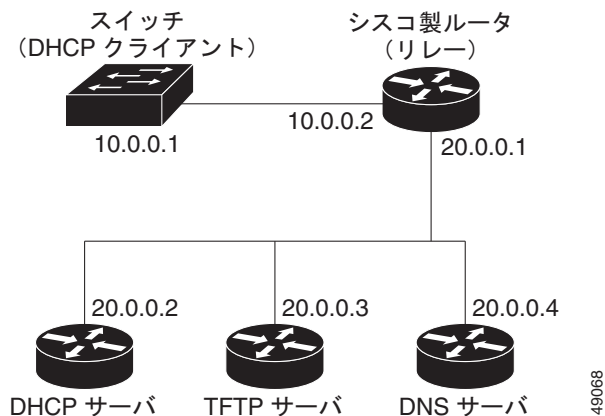 スイッチ
（DHCP クライアント）
シスコ製ルータ
（リレー）
10.0.0.1
10.0.0.2
20.0.0.1
20.0.0.2
20.0.0.3
20.0.0.4
DHCP サーバ
TFTP サーバ
DNS サーバ
49068